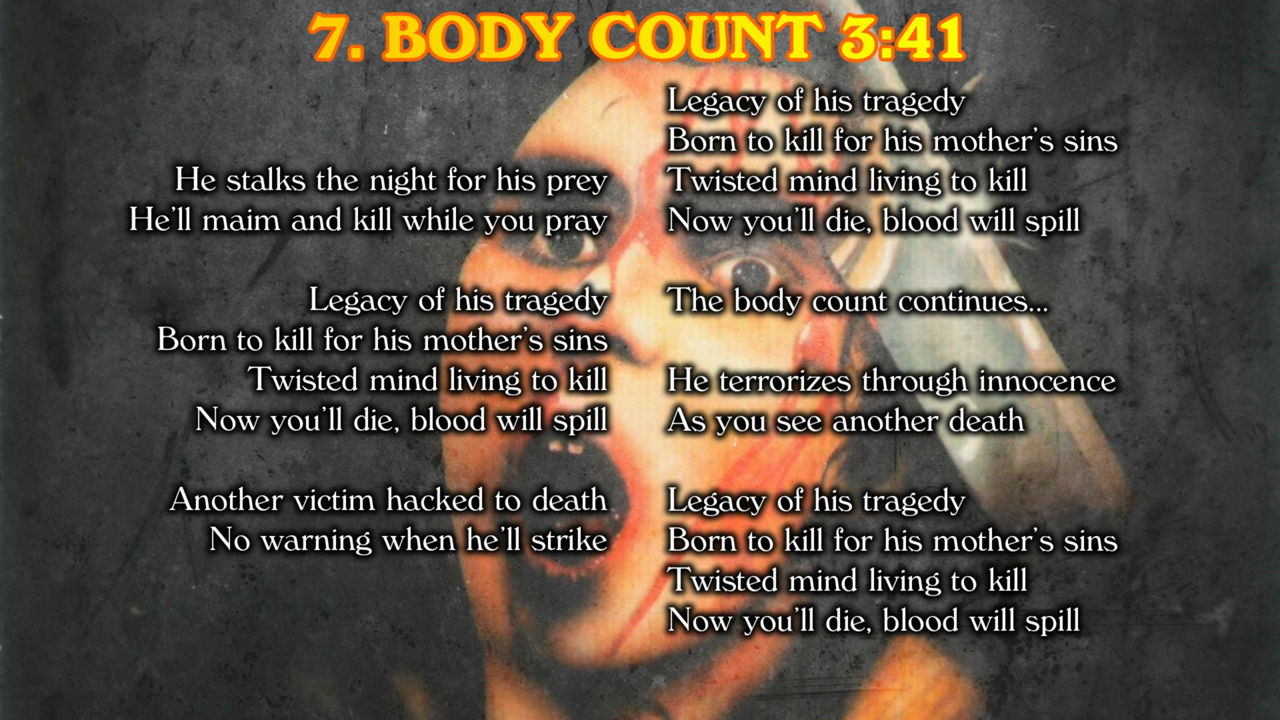 7. BODY COUNT 3:41
He stalks the night for his prey
He'll maim and kill while you pray
Legacy of his tragedy
Born to kill for his mother's sins
Twisted mind living to kill
Now you'll die, blood will spill
Another victim hacked to death
No warning when he'll strike
Legacy of his tragedy
Born to kill for his mother's sins
Twisted mind living to kill
Now you'll die, blood will spill
The body count continues...
He terrorizes through innocence
As you see another death
Legacy of his tragedy
Born to kill for his mother's sins
Twisted mind living to kill
Now you'll die, blood will spill